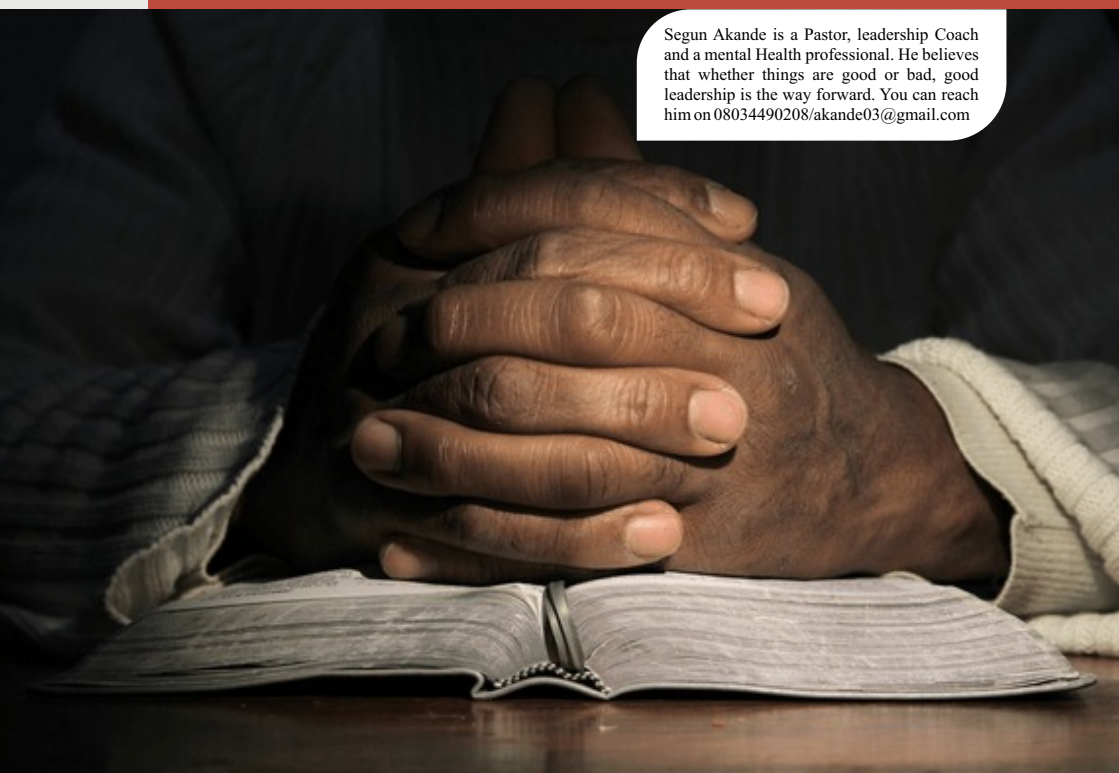 Segun Akande is a Pastor, leadership Coach
and a mental Health professional. He believes
that whether things are good or bad, good
leadership is the way forward. You can reach
him on 08034490208/akande03@gmail.com